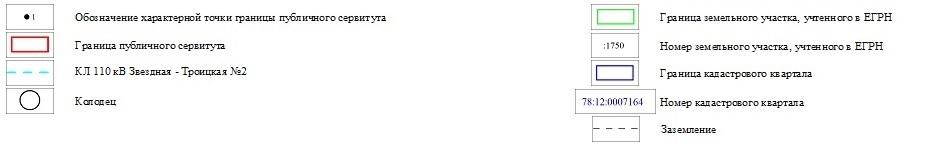 1 Обозначение характерной точки границы публичного сервитута
Граница публичного сервитута
КЛ 110 кВ Звездная - Троицкая №2
Колодец
Граница земельного участка, учтенного в ЕГРН
:1750 Номер земельного участка, учтенного в ЕГРН
Граница кадастрового квартала
78:12:0007164 Номер кадастрового квартала
Заземление